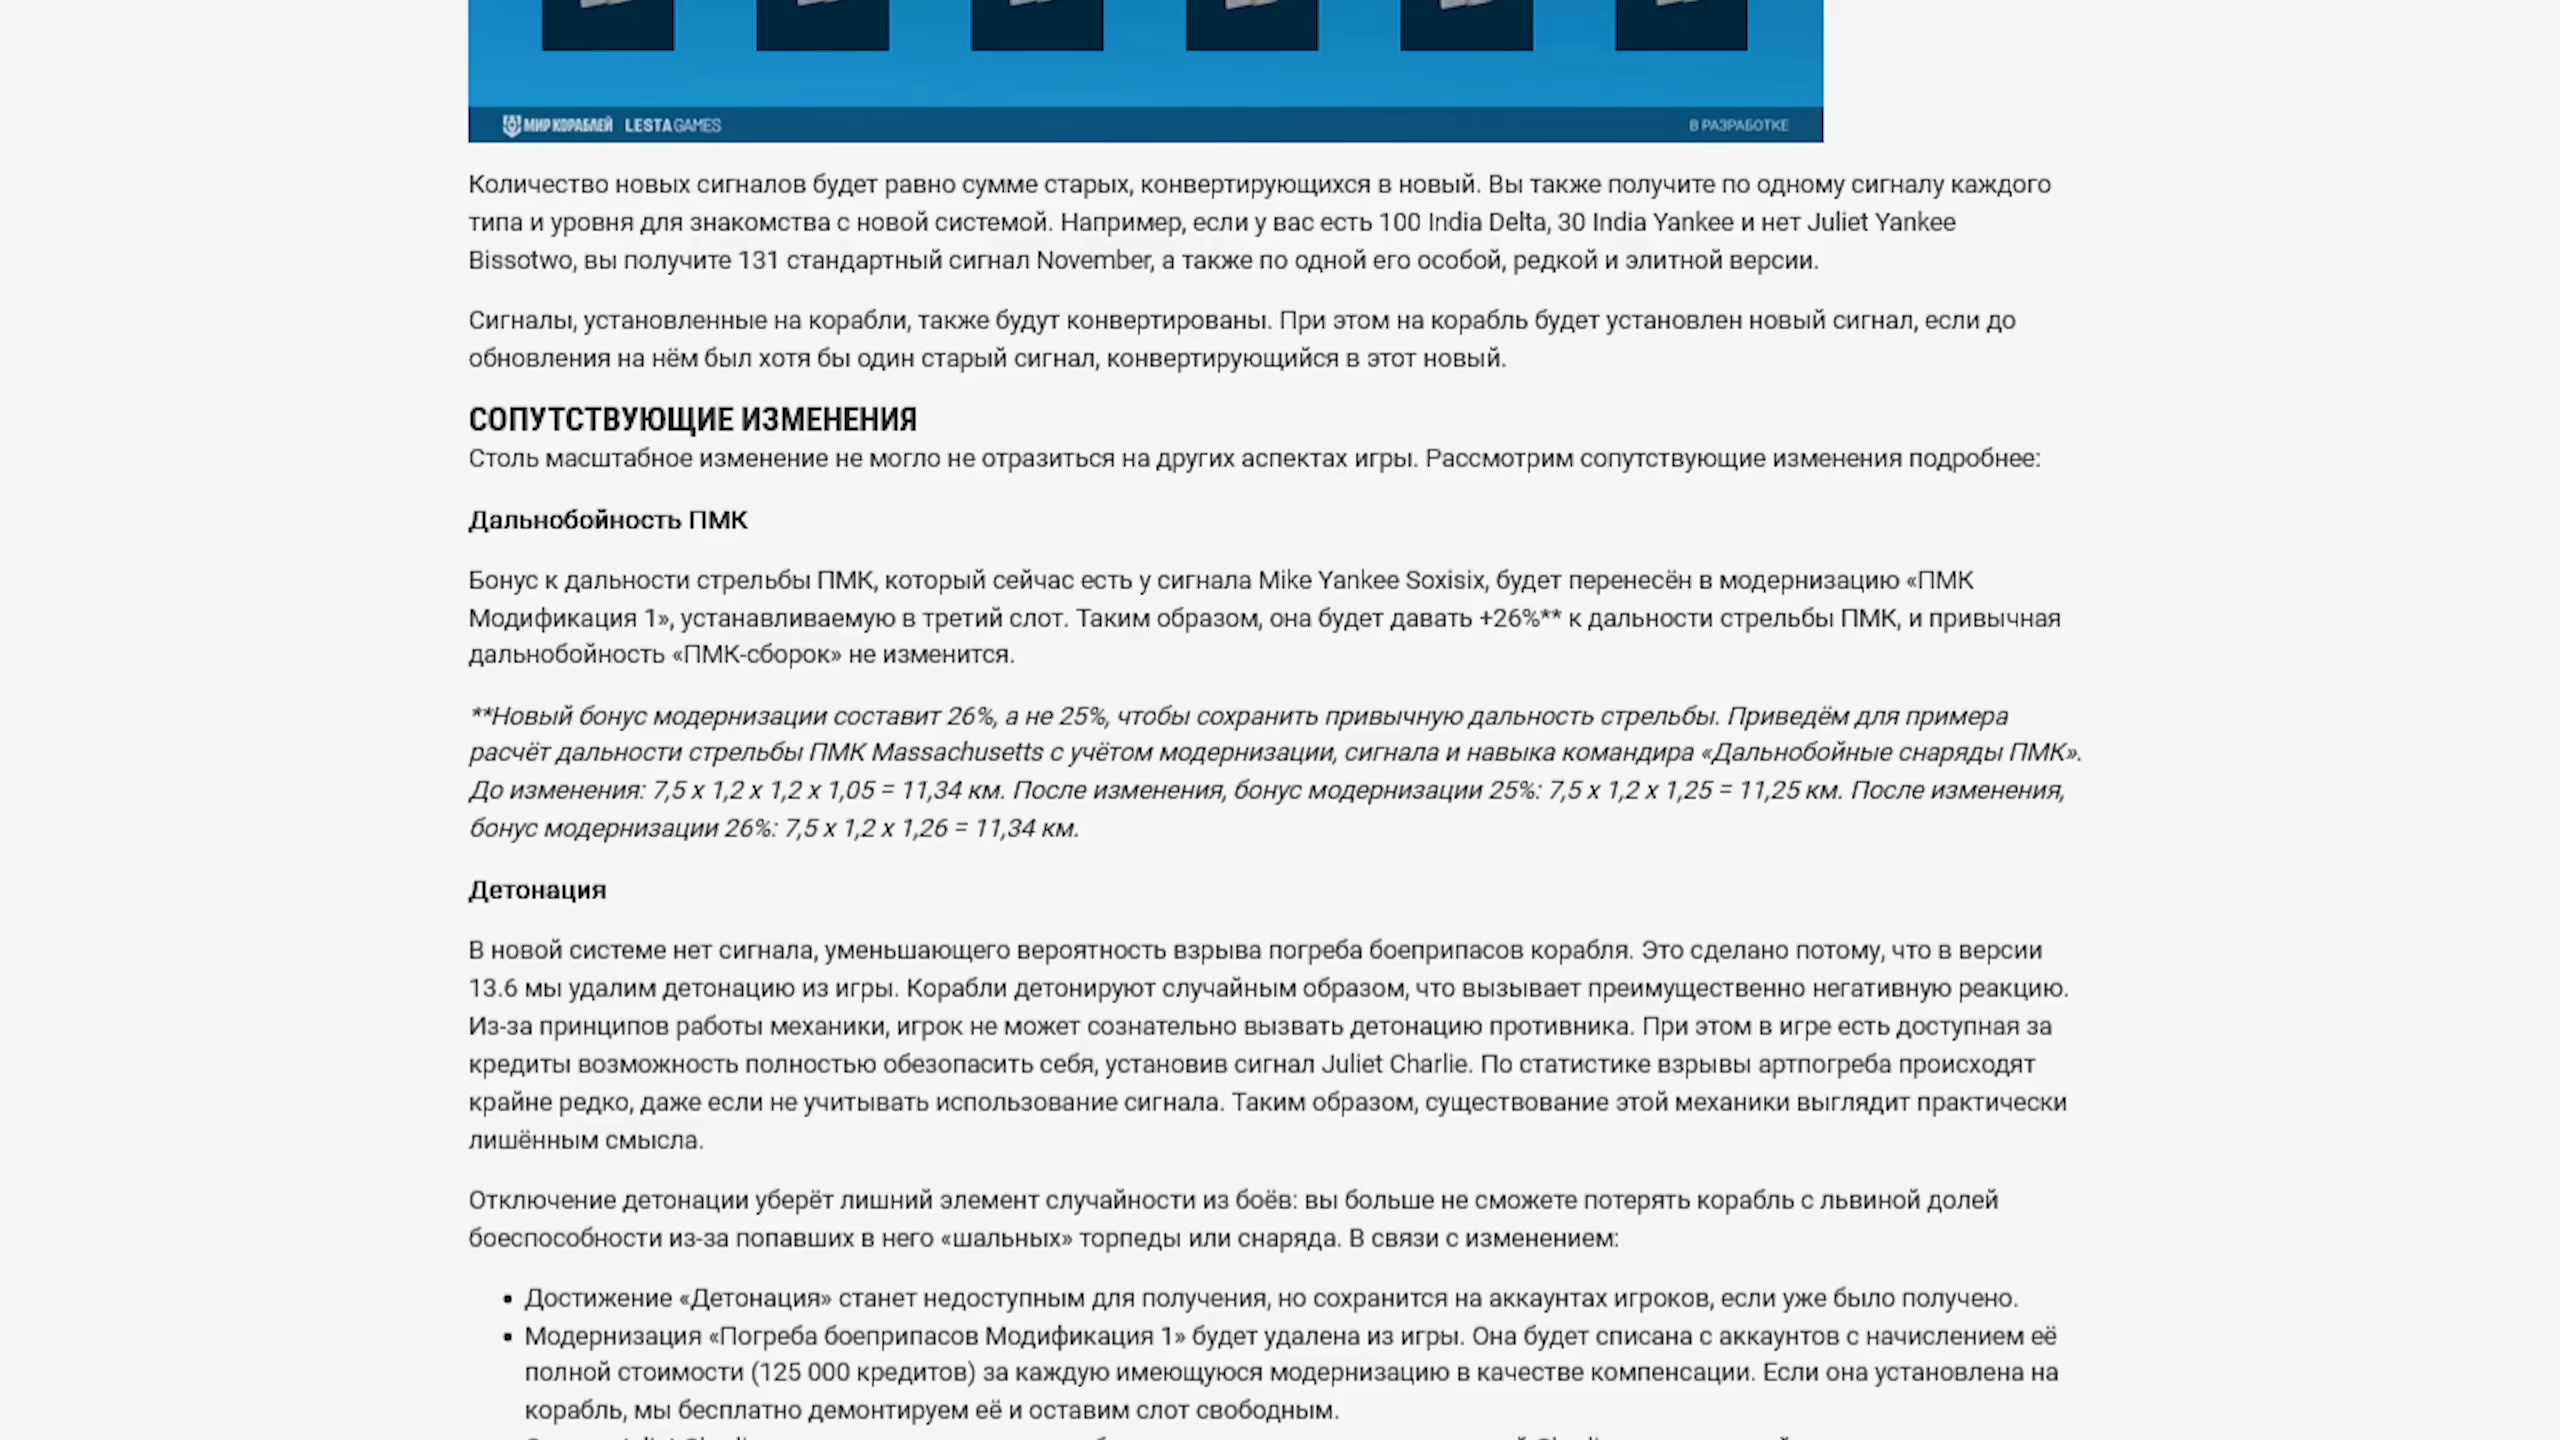 МИР КОРАБЛЕЙ LESTA GAMES В РАЗРАБОТКЕ
Количество новых сигналов будет равно сумме старых, конвертирующихся в новый. Вы также получите по одному сигналу каждого
типа и уровня для знакомства с новой системой. Например, если у вас есть 100 India Delta, 30 India Yankee и нет Juliet Yankee
Bissotwo, вы получите 131 стандартный сигнал November, а также по одной его особой, редкой и элитной версии.
Сигналы, установленные на корабли, также будут конвертированы. При этом на корабль будет установлен новый сигнал, если до
обновления на нём был хотя бы один старый сигнал, конвертирующийся в этот новый.
СОПУТСТВУЮЩИЕ ИЗМЕНЕНИЯ
Столь масштабное изменение не могло не отразиться на других аспектах игры. Рассмотрим сопутствующие изменения подробнее:
Дальнобойность ПМК
Бонус к дальности стрельбы ПМК, который сейчас есть у сигнала Mike Yankee Soxisix, будет перенесён в модернизацию «ПМК
Модификация 1», устанавливаемую в третий слот. Таким образом, она будет давать +26%** к дальности стрельбы ПМК, и привычная
дальнобойность «ПМК-сборок» не изменится.
**Новый бонус модернизации составит 26%, а не 25%, чтобы сохранить привычную дальность стрельбы. Приведём для примера
расчёт дальности стрельбы ПМК Massachusetts с учётом модернизации, сигнала и навыка командира «Дальнобойные снаряды ПМК».
До изменения: 7,5 x 1,2 x 1,2 x 1,05 = 11,34 км. После изменения, бонус модернизации 25%: 7,5 x 1,2 x 1,25 = 11,25 км. После изменения,
бонус модернизации 26%: 7,5 x 1,2 x 1,26 = 11,34 км.
Детонация
В новой системе нет сигнала, уменьшающего вероятность взрыва погреба боеприпасов корабля. Это сделано потому, что в версии
13.6 мы удалим детонацию из игры. Корабли детонируют случайным образом, что вызывает преимущественно негативную реакцию.
Из-за принципов работы механики, игрок не может сознательно вызвать детонацию противника. При этом в игре есть доступная за
кредиты возможность полностью обезопасить себя, установив сигнал Juliet Charlie. По статистике взрывы артпогреба происходят
крайне редко, даже если не учитывать использование сигнала. Таким образом, существование этой механики выглядит практически
лишённым смысла.
Отключение детонации уберёт лишний элемент случайности из боёв: вы больше не сможете потерять корабль с львиной долей
боеспособности из-за попавших в него «шальных» торпеды или снаряда. В связи с изменением:
• Достижение «Детонация» станет недоступным для получения, но сохранится на аккаунтах игроков, если уже было получено.
• Модернизация «Погреба боеприпасов Модификация 1» будет удалена из игры. Она будет списана с аккаунтов с начислением её
полной стоимости (125 000 кредитов) за каждую имеющуюся модернизацию в качестве компенсации. Если она установлена на
корабль, мы бесплатно демонтируем её и оставим слот свободным.